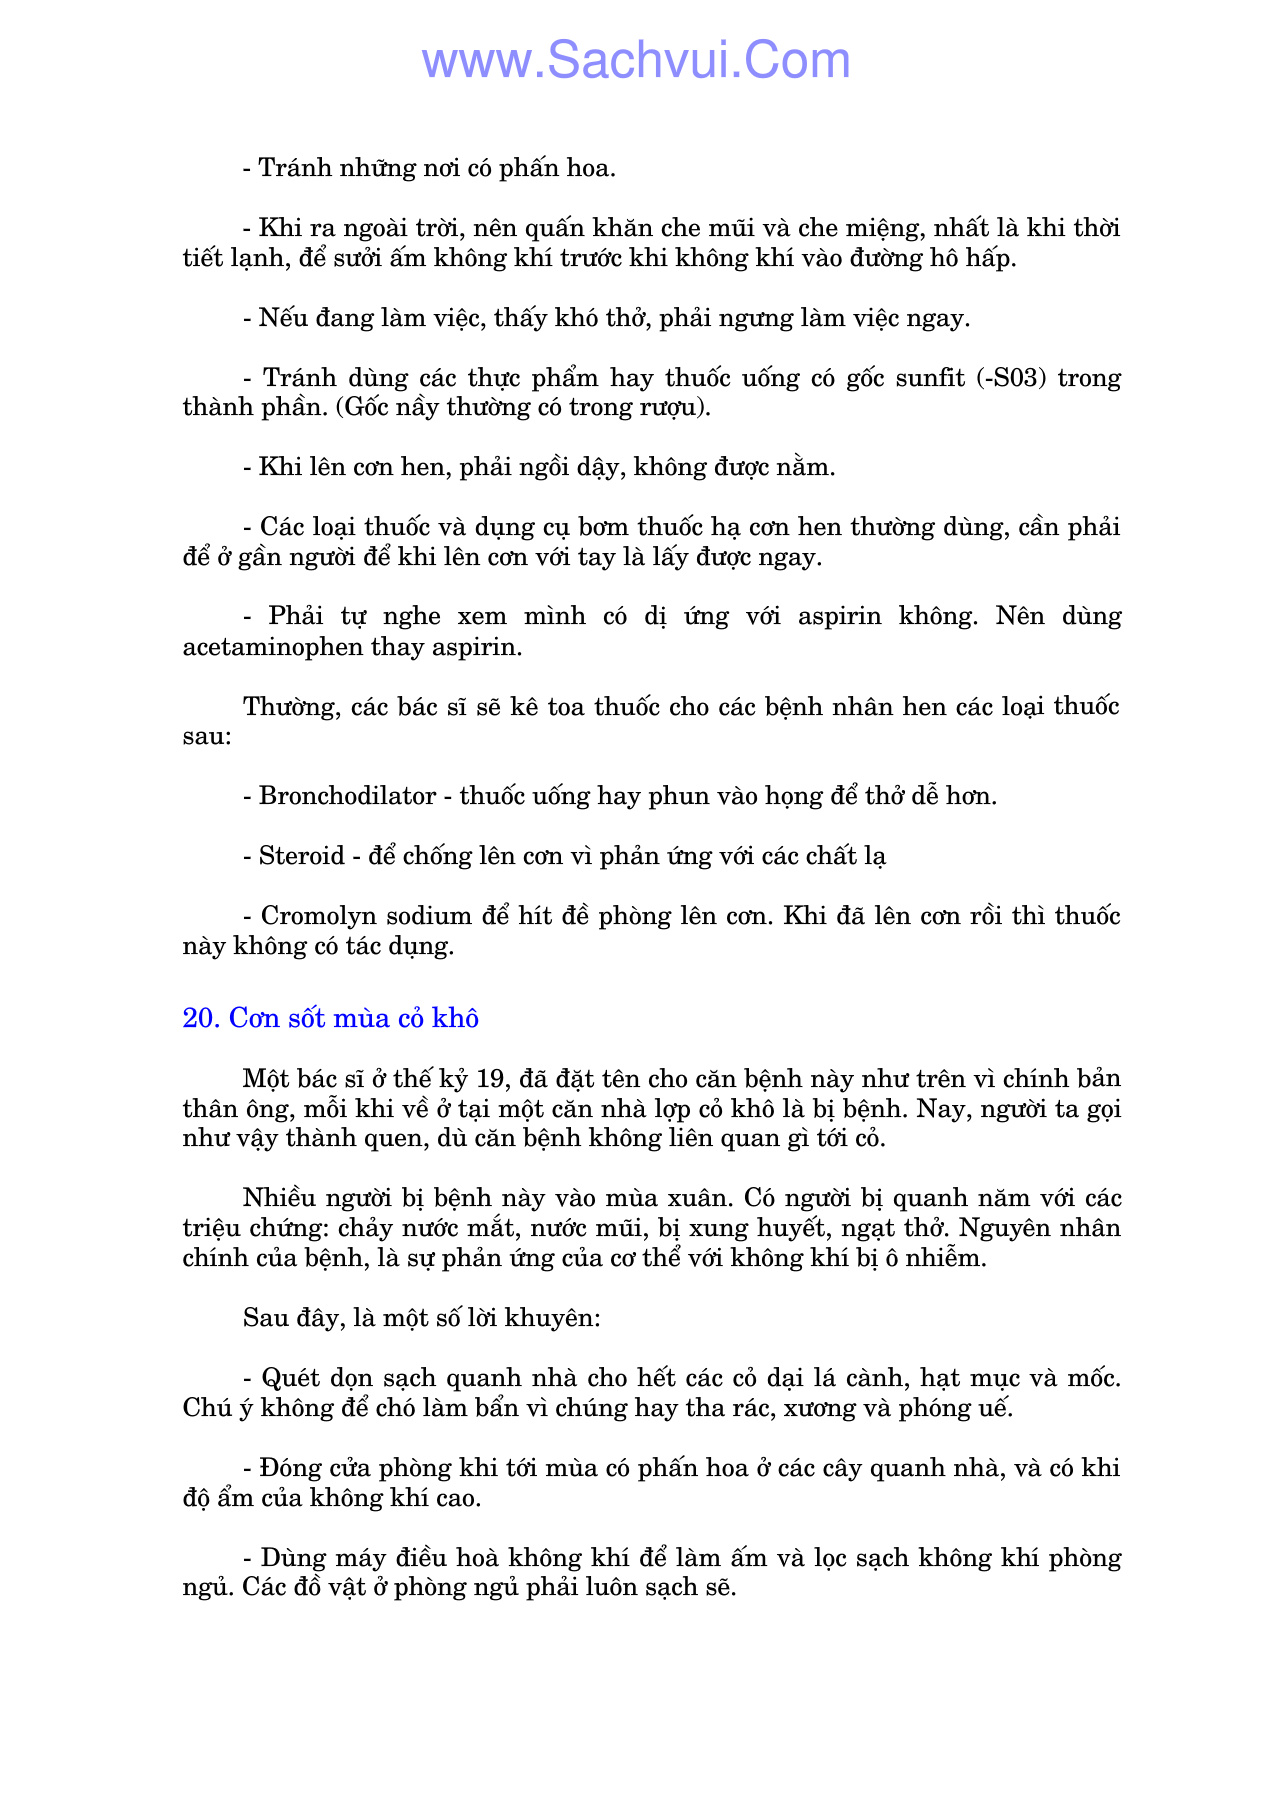 www.Sachvui.Com
- Tránh những nơi có phấn hoa.
- Khi ra ngoài trời, nên quấn khăn che mũi và che miệng, nhất là khi thời
tiết lạnh, để sưởi ấm không khí trước khi không khí vào đường hô hấp.
- Nếu đang làm việc, thấy khó thở, phải ngưng làm việc ngay.
- Tránh dùng các thực phẩm hay thuốc uống có gốc sunfit (-S03) trong
thành phần. (Gốc nầy thường có trong rượu).
- Khi lên cơn hen, phải ngồi dậy, không được nằm.
- Các loại thuốc và dụng cụ bơm thuốc hạ cơn hen thường dùng, cần phải
để ở gần người để khi lên cơn với tay là lấy được ngay.
- Phải tự nghe xem mình có dị ứng với aspirin không. Nên dùng
acetaminophen thay aspirin.
Thường, các bác sĩ sẽ kê toa thuốc cho các bệnh nhân hen các loại thuốc
sau:
- Bronchodilator - thuốc uống hay phun vào họng để thở dễ hơn.
- Steroid - để chống lên cơn vì phản ứng với các chất lạ
- Cromolyn sodium để hít đề phòng lên cơn. Khi đã lên cơn rồi thì thuốc
này không có tác dụng.
20. Cơn sốt mùa cỏ khô
Một bác sĩ ở thế kỷ 19, đã đặt tên cho căn bệnh này như trên vì chính bản
thân ông, mỗi khi về ở tại một căn nhà lợp cỏ khô là bị bệnh. Nay, người ta gọi
như vậy thành quen, dù căn bệnh không liên quan gì tới cỏ.
Nhiều người bị bệnh này vào mùa xuân. Có người bị quanh năm với các
triệu chứng: chảy nước mắt, nước mũi, bị xung huyết, ngạt thở. Nguyên nhân
chính của bệnh, là sự phản ứng của cơ thể với không khí bị ô nhiễm.
Sau đây, là một số lời khuyên:
- Quét dọn sạch quanh nhà cho hết các cỏ dại lá cành, hạt mục và mốc.
Chú ý không để chó làm bẩn vì chúng hay tha rác, xương và phóng uế.
- Đóng cửa phòng khi tới mùa có phấn hoa ở các cây quanh nhà, và có khi
độ ẩm của không khí cao.
- Dùng máy điều hoà không khí để làm ấm và lọc sạch không khí phòng
ngủ. Các đồ vật ở phòng ngủ phải luôn sạch sẽ.